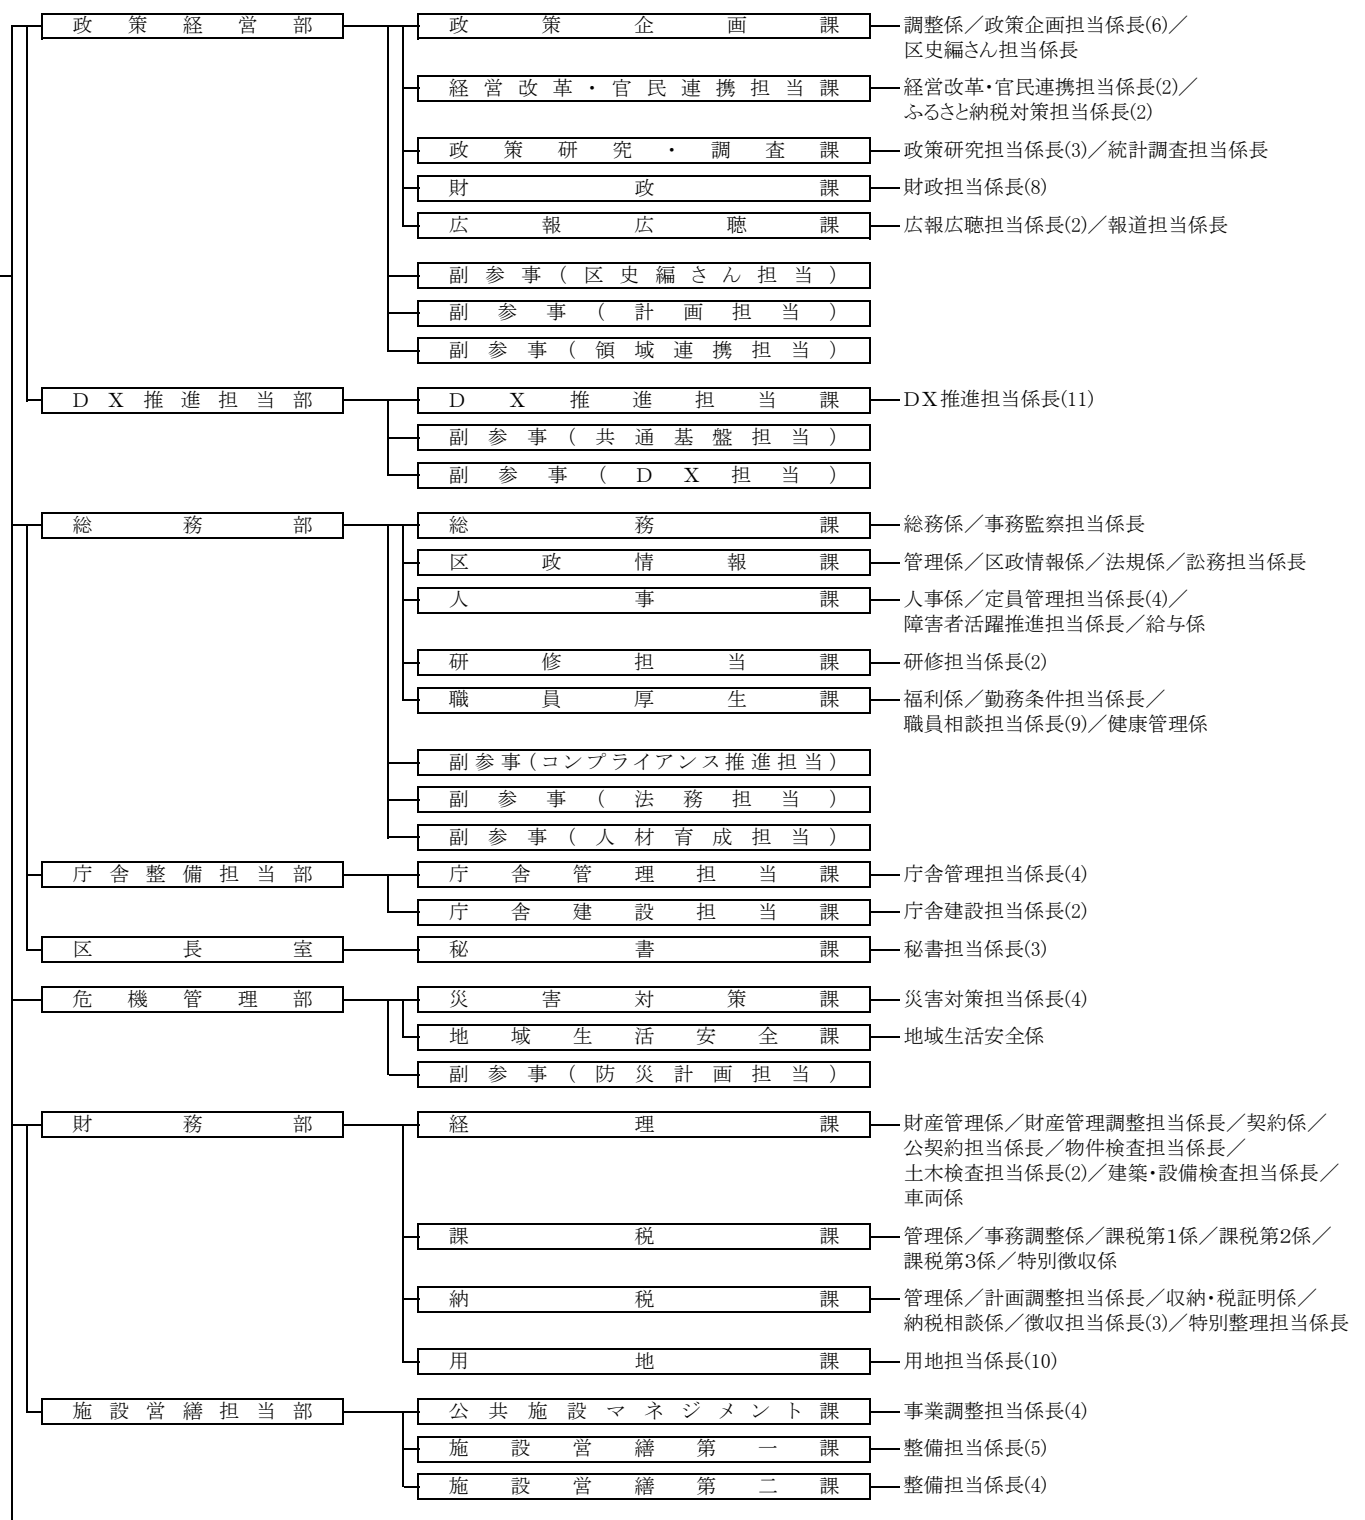 政策経営部
政策企画課
調整係／政策企画担当係長(6)／
区史編さん担当係長
経営改革・官民連携担当課
経営改革・官民連携担当係長(2)／
ふるさと納税対策担当係長(2)
政策研究・調査課
政策研究担当係長(3)／統計調査担当係長
財政課
財政担当係長(8)
広報広聴課
広報広聴担当係長(2)／報道担当係長
副参事(区史編さん担当)
副参事(計画担当)
副参事(領域連携担当)
DX推進担当部
DX推進担当課
DX推進担当係長(11)
副参事(共通基盤担当)
副参事(DX担当)
総務部
総務課
総務係／事務監察担当係長
区政情報課
管理係／区政情報係／法規係／訟務担当係長
人事課
人事係／定員管理担当係長(4)／
障害者活躍推進担当係長／給与係
研修担当課
研修担当係長(2)
職員厚生課
福利係／勤務条件担当係長／
職員相談担当係長(9)／健康管理係
副参事(コンプライアンス推進担当)
副参事(法務担当)
副参事(人材育成担当)
庁舎整備担当部
庁舎管理担当課
庁舎管理担当係長(4)
庁舎建設担当課
庁舎建設担当係長(2)
区長室
秘書課
秘書担当係長(3)
危機管理部
災害対策課
災害対策担当係長(4)
地域生活安全課
地域生活安全係
副参事(防災計画担当)
財務部
経理課
財産管理係／財産管理調整担当係長／契約係／
公契約担当係長／物件検査担当係長／
土木検査担当係長(2)／建築・設備検査担当係長／
車両係
課税課
管理係／事務調整係／課税第1係／課税第2係／
課税第3係／特別徴収係
納税課
管理係／計画調整担当係長／収納・税証明係／
納税相談係／徴収担当係長(3)／特別整理担当係長
用地課
用地担当係長(10)
施設営繕担当部
公共施設マネジメント課
事業調整担当係長(4)
施設営繕第一課
整備担当係長(5)
施設営繕第二課
整備担当係長(4)